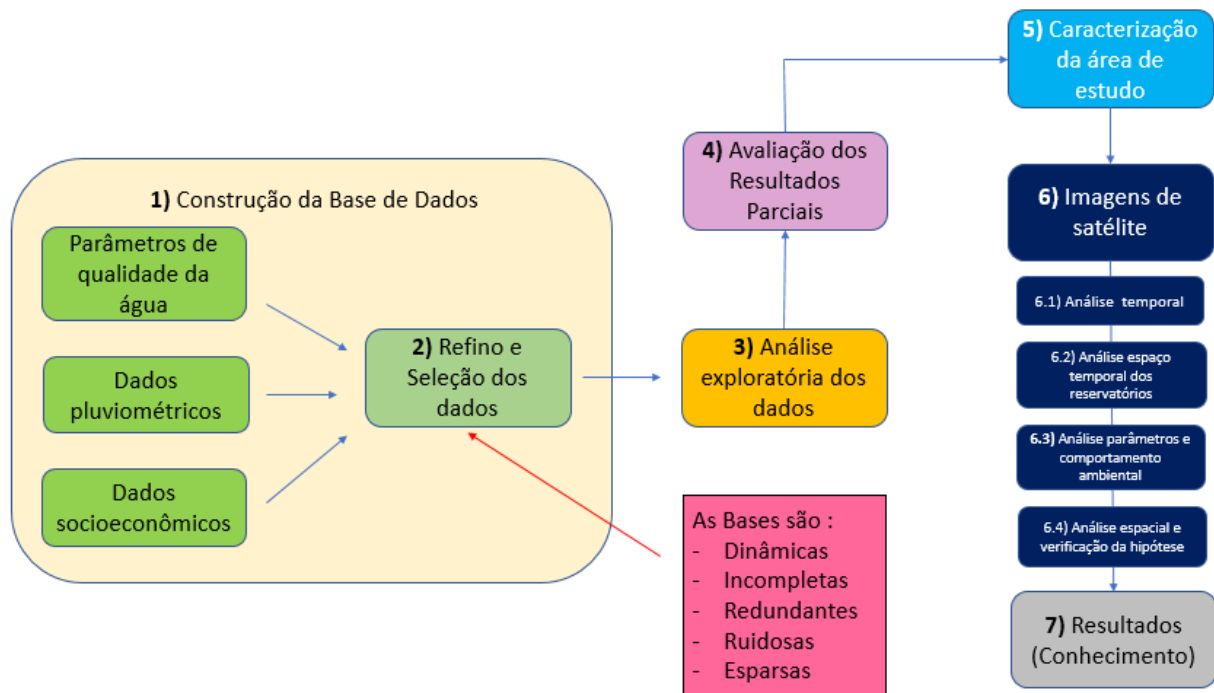 1) Construção da Base de Dados
Parâmetros de
qualidade da
água
Dados
pluviométricos
Dados
socioeconômicos
2) Refino e
Seleção dos
dados
As Bases são :
- Dinâmicas
- Incompletas
- Redundantes
- Ruidosas
- Esparsas
3) Análise
exploratória dos
dados
4) Avaliação dos
Resultados
Parciais
5) Caracterização
da área de
estudo
6) Imagens de
satélite
6.1) Análise temporal
6.2) Análise espaço
temporal dos
reservatórios
6.3) Análise parâmetros e
comportamento
ambiental
6.4) Análise espacial e
verificação da hipótese
7) Resultados
(Conhecimento)